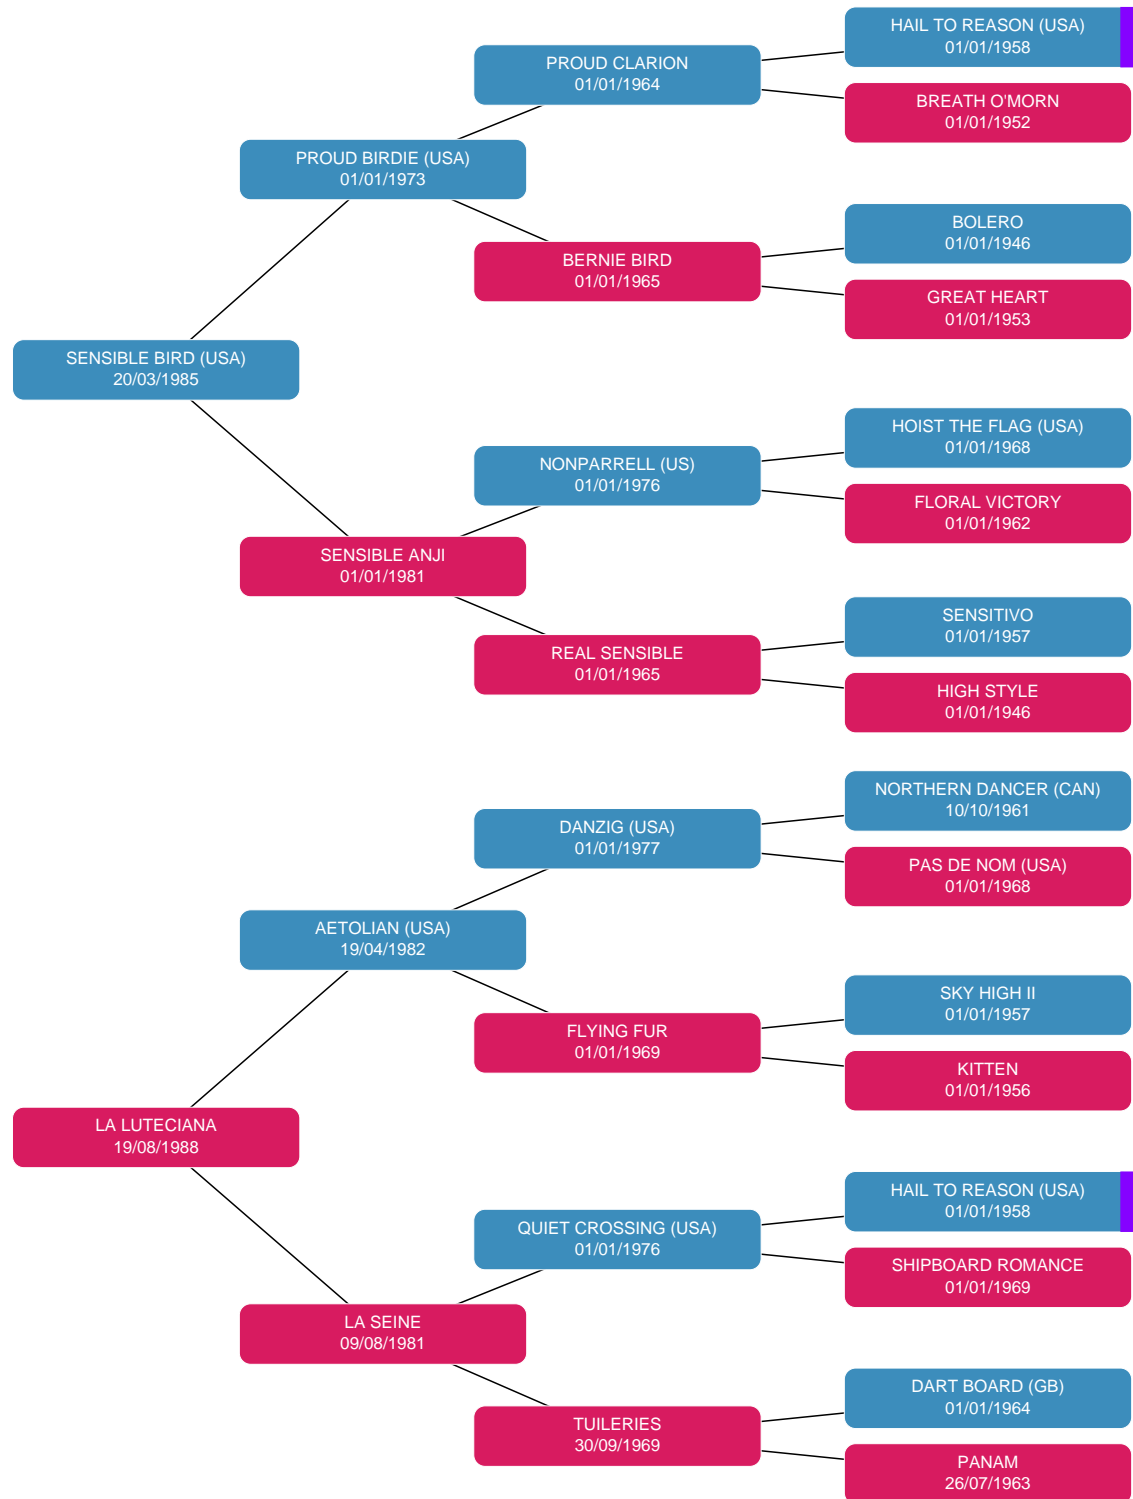 HAIL TO REASON (USA)
01/01/1958
PROUD CLARION
01/01/1964
BREATH O'MORN
01/01/1952
PROUD BIRDIE (USA)
01/01/1973
BOLERO
01/01/1946
BERNIE BIRD
01/01/1965
GREAT HEART
01/01/1953
SENSIBLE BIRD (USA)
20/03/1985
HOIST THE FLAG (USA)
01/01/1968
NONPARRELL (US)
01/01/1976
FLORAL VICTORY
01/01/1962
SENSIBLE ANJI
01/01/1981
SENSITIVO
01/01/1957
REAL SENSIBLE
01/01/1965
HIGH STYLE
01/01/1946
NORTHERN DANCER (CAN)
10/10/1961
DANZIG (USA)
01/01/1977
PAS DE NOM (USA)
01/01/1968
AETOLIAN (USA)
19/04/1982
SKY HIGH II
01/01/1957
FLYING FUR
01/01/1969
KITTEN
01/01/1956
LA LUTECIANA
19/08/1988
HAIL TO REASON (USA)
01/01/1958
QUIET CROSSING (USA)
01/01/1976
SHIPBOARD ROMANCE
01/01/1969
LA SEINE
09/08/1981
DART BOARD (GB)
01/01/1964
TUILERIES
30/09/1969
PANAM
26/07/1963